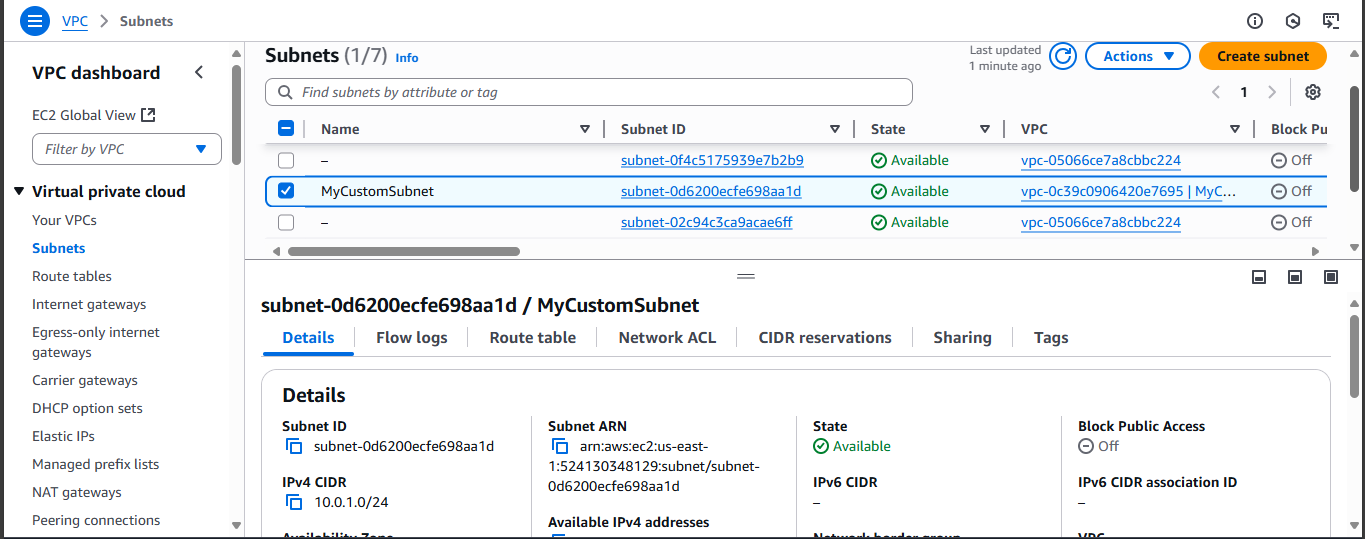 VPC > Subnets
VPC dashboard
EC2 Global View
Filter by VPC
Virtual private cloud
Your VPCs
Subnets
Route tables
Internet gateways
Egress-only internet
gateways
Carrier gateways
DHCP option sets
Elastic IPs
Managed prefix lists
NAT gateways
Peering connections
Subnets (1/7) Info
Last updated
1 minute ago
Actions
Create subnet
Find subnets by attribute or tag
1
Name Subnet ID State VPC Block Pu
– subnet-0f4c5175939e7b2b9 Available vpc-05066ce7a8cbbc224 Off
MyCustomSubnet subnet-0d6200ecfe698aa1d Available vpc-0c39c0906420e7695 | MyC... Off
– subnet-02c94c3ca9acae6ff Available vpc-05066ce7a8cbbc224 Off
subnet-0d6200ecfe698aa1d / MyCustomSubnet
Details Flow logs Route table Network ACL CIDR reservations Sharing Tags
Details
Subnet ID
subnet-0d6200ecfe698aa1d
IPv4 CIDR
10.0.1.0/24
Availability Zone
Subnet ARN
arn:aws:ec2:us-east-
1:524130348129:subnet/subnet-
0d6200ecfe698aa1d
Available IPv4 addresses
State
Available
IPv6 CIDR
–
Network border group
Block Public Access
Off
IPv6 CIDR association ID
–
VPC